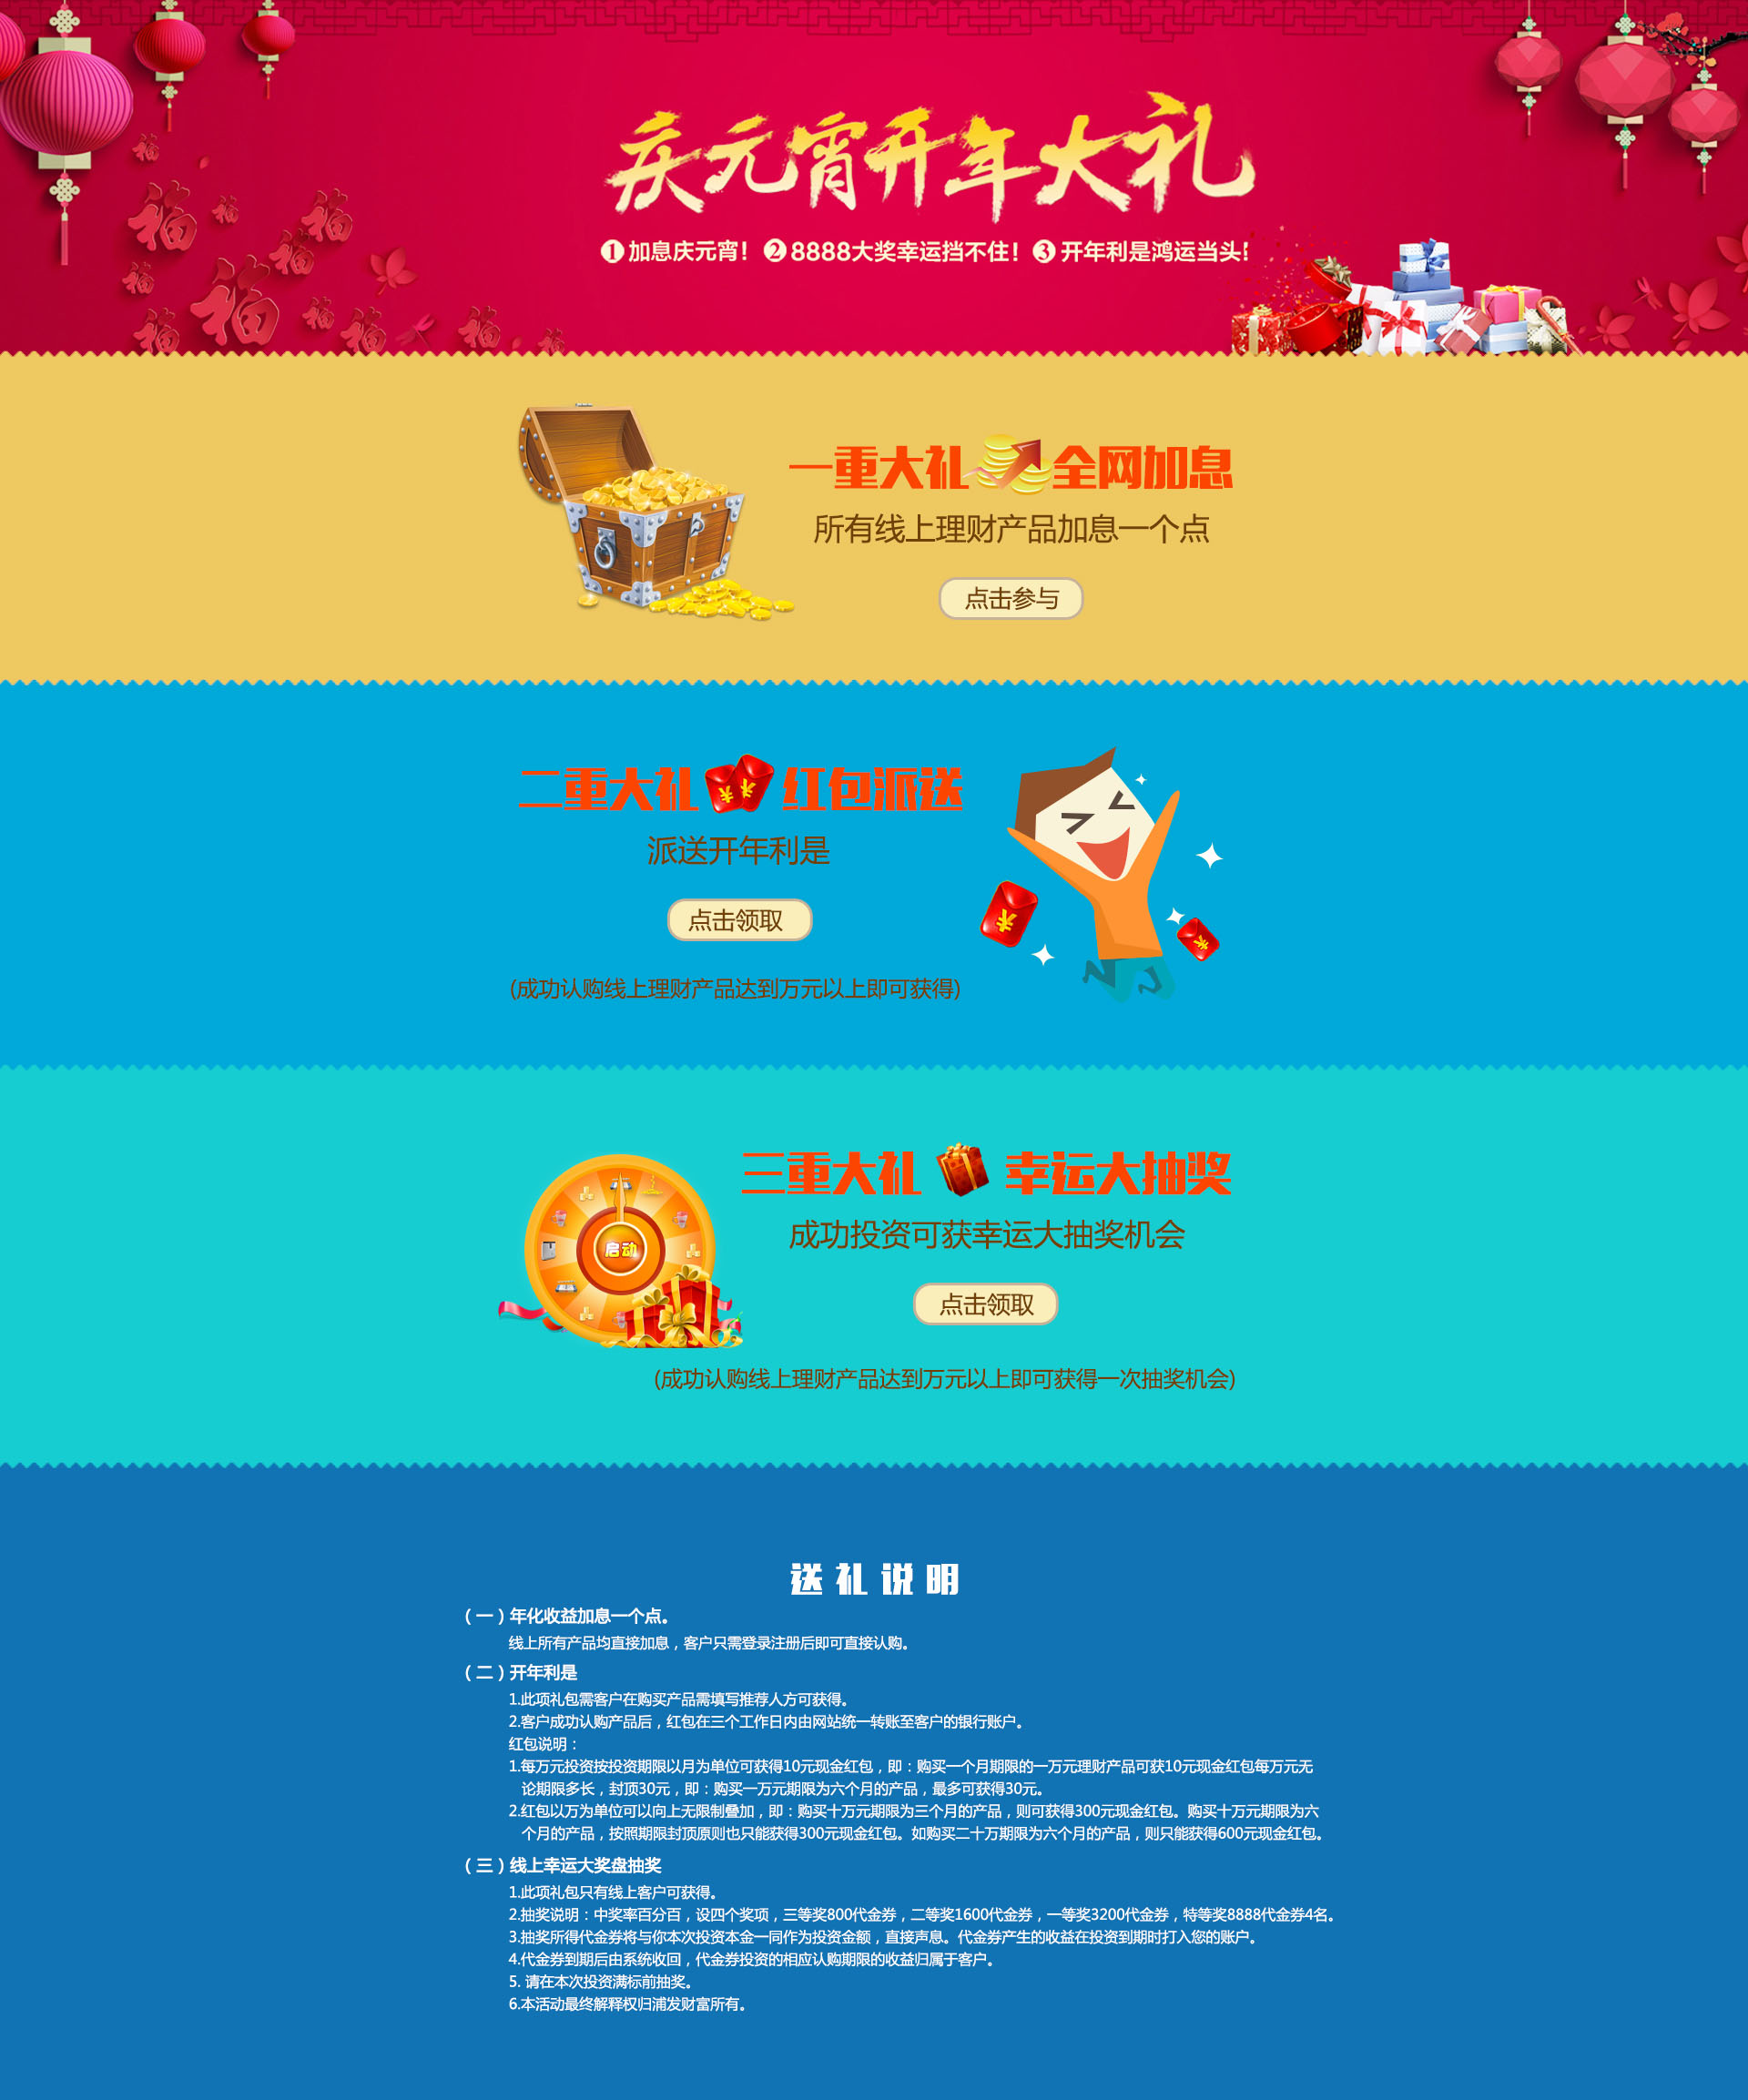 庆元宵开年大礼
1 加息庆元宵! 2 8888大奖幸运挡不住! 3 开年利是鸿运当头!
福 福 福 福 福 福 福 福 福 福 福
一重大礼 全网加息
所有线上理财产品加息一个点
点击参与
二重大礼 红包派送
派送开年利是
点击领取
(成功认购线上理财产品达到万元以上即可获得)
三重大礼 幸运大抽奖
启动
成功投资可获幸运大抽奖机会
点击领取
(成功认购线上理财产品达到万元以上即可获得一次抽奖机会)
送礼说明
（一）年化收益加息一个点。
线上所有产品均直接加息，客户只需登录注册后即可直接认购。
（二）开年利是
1.此项礼包需客户在购买产品需填写推荐人方可获得。
2.客户成功认购产品后，红包在三个工作日内由网站统一转账至客户的银行账户。
红包说明：
1.每万元投资按投资期限以月为单位可获得10元现金红包，即：购买一个月期限的一万元理财产品可获10元现金红包每万元无
论期限多长，封顶30元，即：购买一万元期限为六个月的产品，最多可获得30元。
2.红包以万为单位可以向上无限制叠加，即：购买十万元期限为三个月的产品，则可获得300元现金红包。购买十万元期限为六
个月的产品，按照期限封顶原则也只能获得300元现金红包。如购买二十万期限为六个月的产品，则只能获得600元现金红包。
（三）线上幸运大奖盘抽奖
1.此项礼包只有线上客户可获得。
2.抽奖说明：中奖率百分百，设四个奖项，三等奖800代金券，二等奖1600代金券，一等奖3200代金券，特等奖8888代金券4名。
3.抽奖所得代金券将与你本次投资本金一同作为投资金额，直接声息。代金券产生的收益在投资到期时打入您的账户。
4.代金券到期后由系统收回，代金券投资的相应认购期限的收益归属于客户。
5. 请在本次投资满标前抽奖。
6.本活动最终解释权归浦发财富所有。